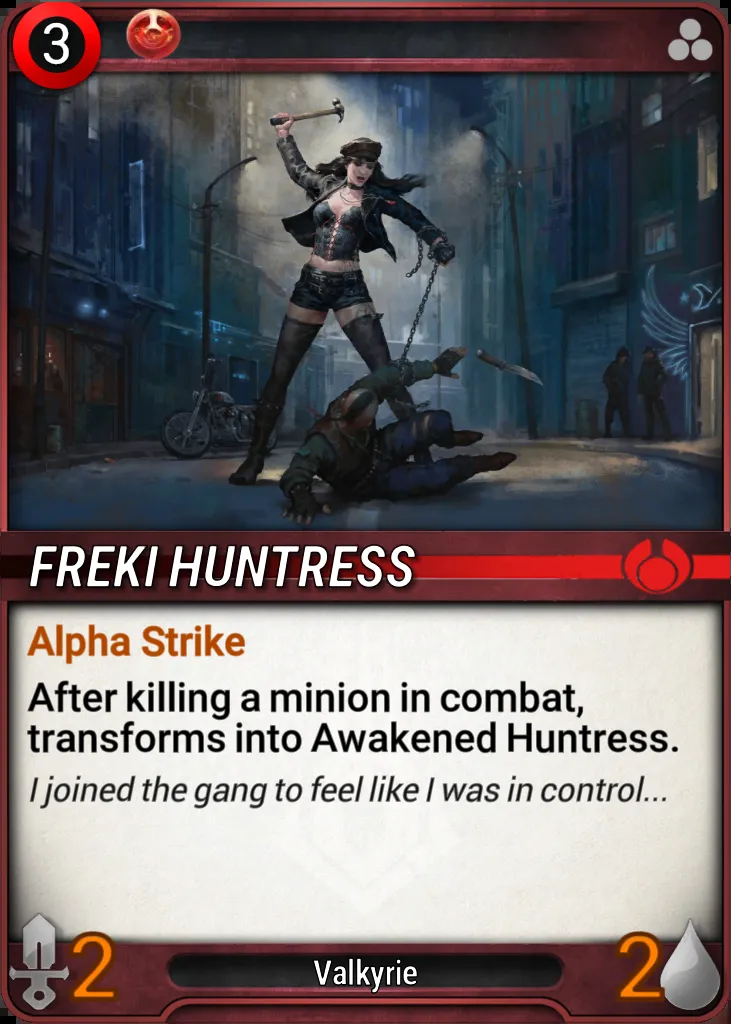 3
FREKI HUNTRESS
Alpha Strike
After killing a minion in combat,
transforms into Awakened Huntress.
I joined the gang to feel like I was in control...
2
Valkyrie
2